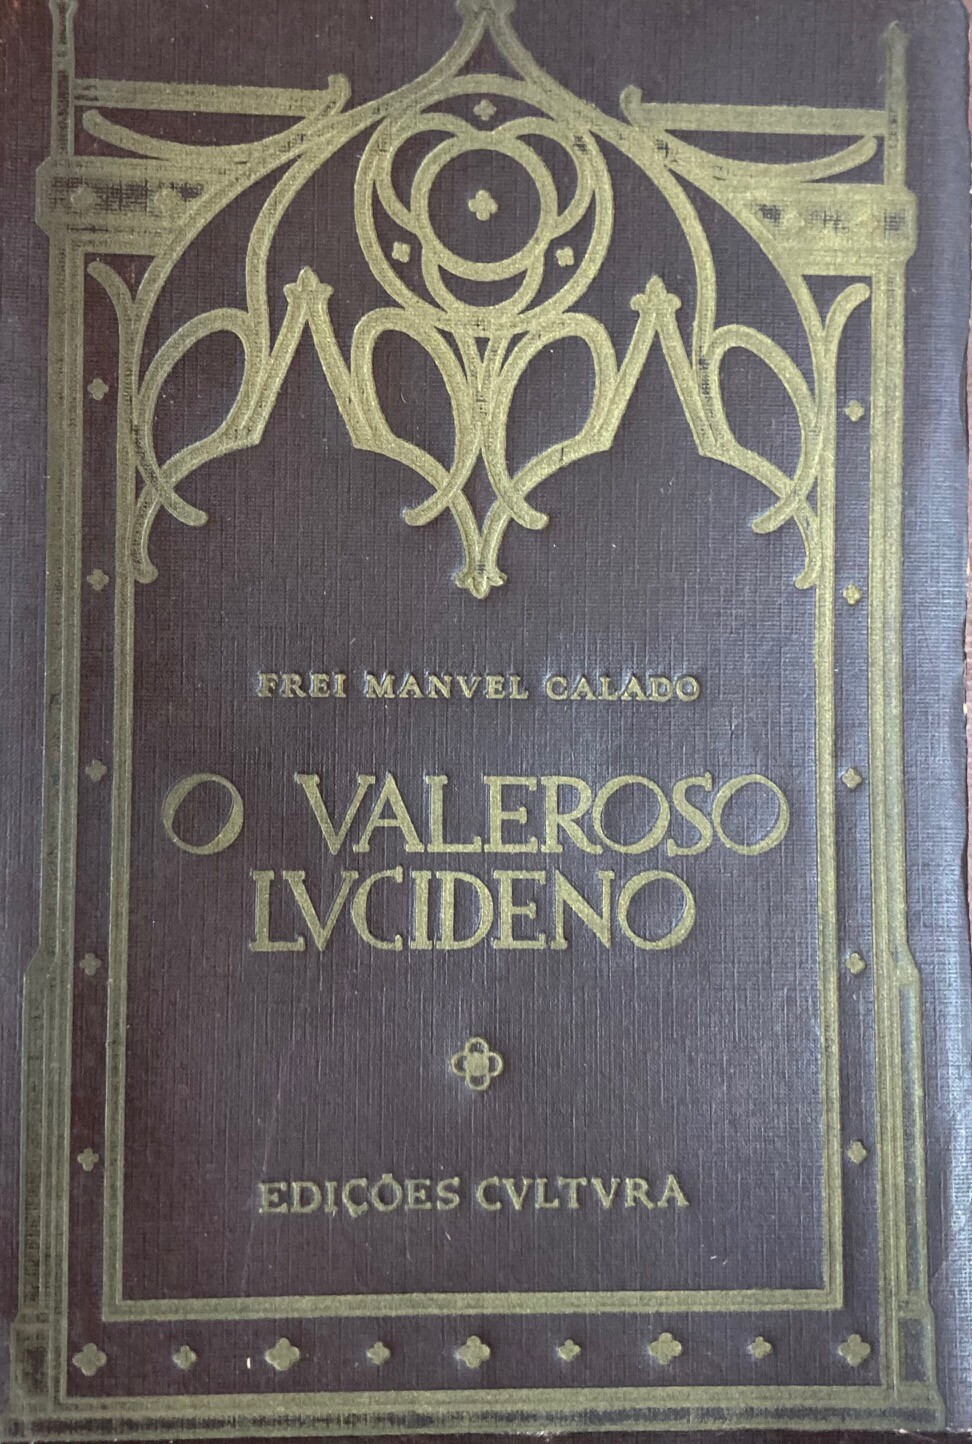 FREI MANVEL CALADO
O VALEROSO
LVCIDENO
EDIÇÕES CVLTVRA